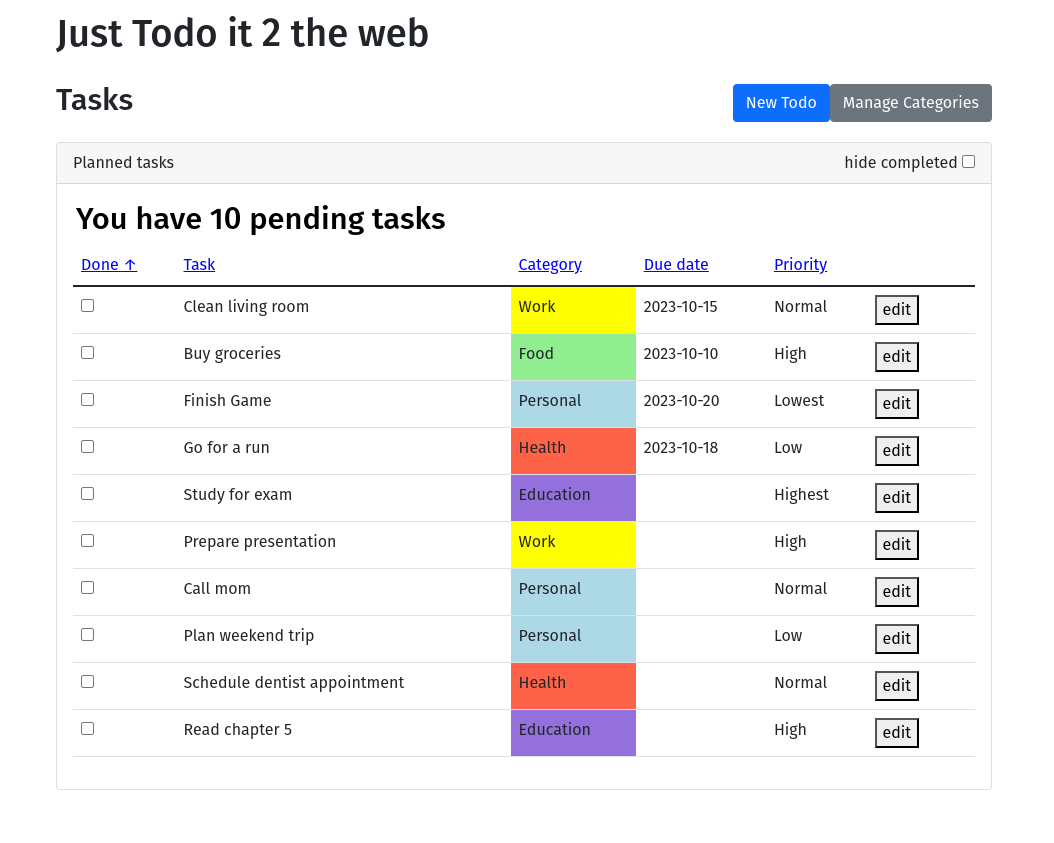 Just Todo it 2 the web
Tasks New Todo Manage Categories
Planned tasks hide completed
You have 10 pending tasks
Done ↑ Task Category Due date Priority
Clean living room Work 2023-10-15 Normal edit
Buy groceries Food 2023-10-10 High edit
Finish Game Personal 2023-10-20 Lowest edit
Go for a run Health 2023-10-18 Low edit
Study for exam Education Highest edit
Prepare presentation Work High edit
Call mom Personal Normal edit
Plan weekend trip Personal Low edit
Schedule dentist appointment Health Normal edit
Read chapter 5 Education High edit